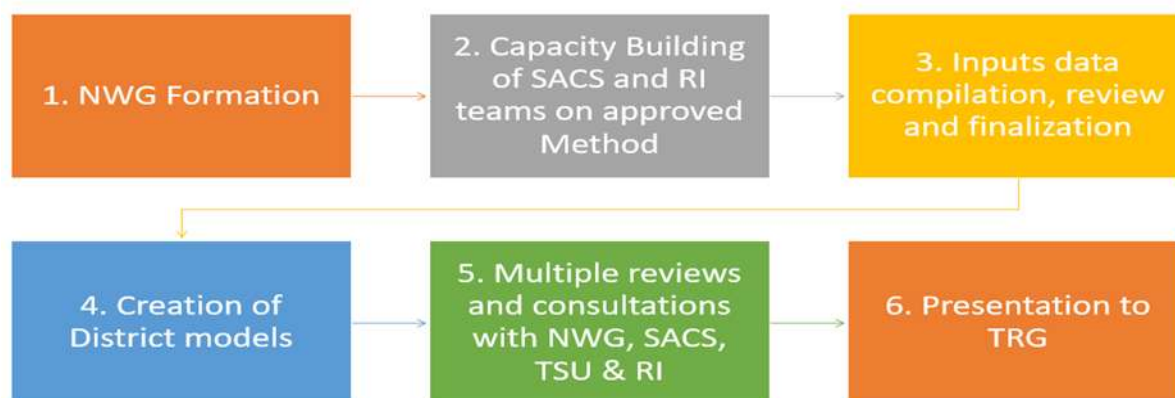 1. NWG Formation
2. Capacity Building
of SACS and RI
teams on approved
Method
3. Inputs data
compilation, review
and finalization
4. Creation of
District models
5. Multiple reviews
and consultations
with NWG, SACS,
TSU & RI
6. Presentation to
TRG